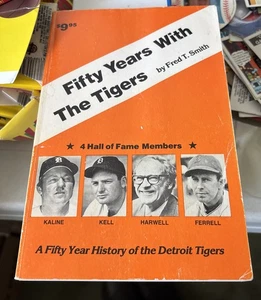 $9.95
Fifty Years With
The Tigers by Fred T. Smith
★ 4 Hall of Fame Members ★
KALINE KELL HARWELL FERRELL
A Fifty Year History of the Detroit Tigers